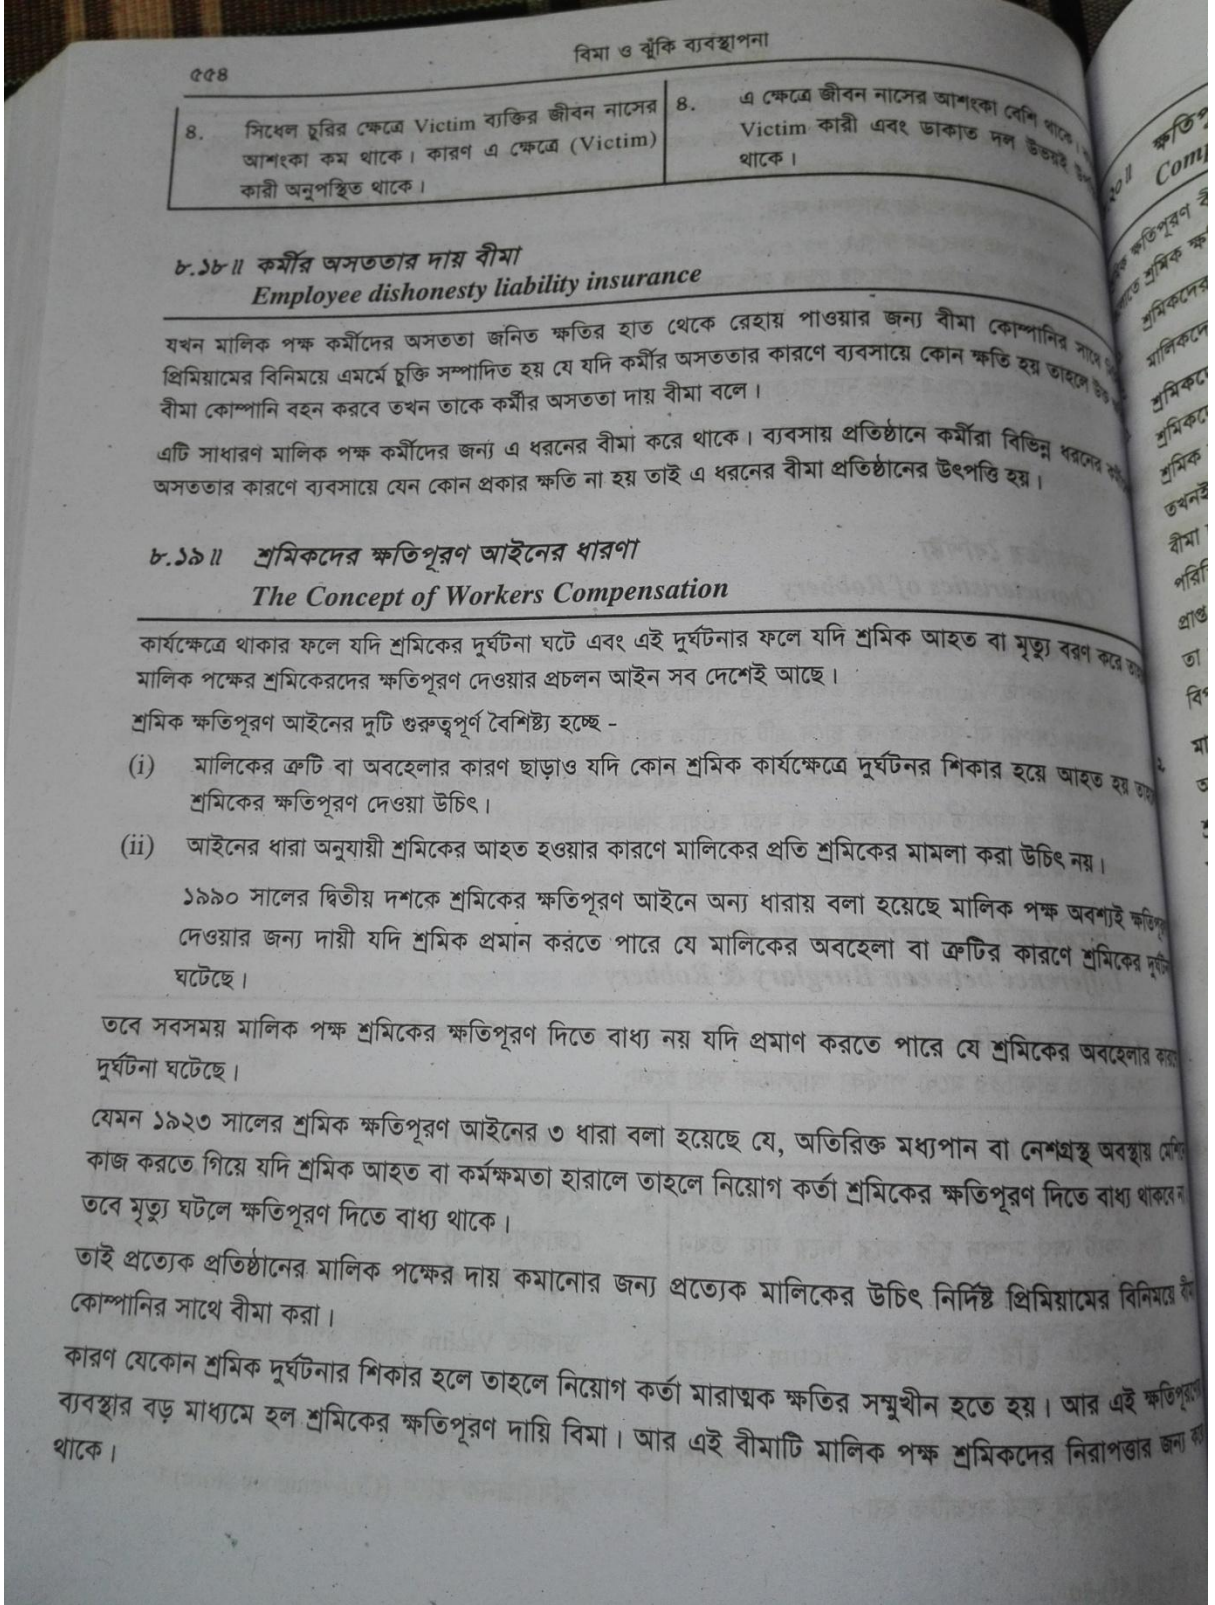 ৫৫৪
বিমা ও ঝুঁকি ব্যবস্থাপনা
৪. সিধেল চুরির ক্ষেত্রে Victim ব্যক্তির জীবন নাসের
আশংকা কম থাকে। কারণ এ ক্ষেত্রে (Victim)
কারী অনুপস্থিত থাকে।
৪. এ ক্ষেত্রে জীবন নাসের আশংকা বেশি থাকে।
Victim কারী এবং ডাকাত দল উভয়ই
থাকে।
৮.১৮॥ কর্মীর অসততার দায় বীমা
Employee dishonesty liability insurance
যখন মালিক পক্ষ কর্মীদের অসততা জনিত ক্ষতির হাত থেকে রেহায় পাওয়ার জন্য বীমা কোম্পানির সাথে
প্রিমিয়ামের বিনিময়ে এমর্মে চুক্তি সম্পাদিত হয় যে যদি কর্মীর অসততার কারণে ব্যবসায়ে কোন ক্ষতি হয় তাহলে উক্ত
বীমা কোম্পানি বহন করবে তখন তাকে কর্মীর অসততা দায় বীমা বলে।
এটি সাধারণ মালিক পক্ষ কর্মীদের জন্য এ ধরনের বীমা করে থাকে। ব্যবসায় প্রতিষ্ঠানে কর্মীরা বিভিন্ন ধরনের
অসততার কারণে ব্যবসায়ে যেন কোন প্রকার ক্ষতি না হয় তাই এ ধরনের বীমা প্রতিষ্ঠানের উৎপত্তি হয়।
৮.১৯॥ শ্রমিকদের ক্ষতিপূরণ আইনের ধারণা
The Concept of Workers Compensation
কার্যক্ষেত্রে থাকার ফলে যদি শ্রমিকের দুর্ঘটনা ঘটে এবং এই দুর্ঘটনার ফলে যদি শ্রমিক আহত বা মৃত্যু বরণ করে
মালিক পক্ষের শ্রমিকেরদের ক্ষতিপূরণ দেওয়ার প্রচলন আইন সব দেশেই আছে।
শ্রমিক ক্ষতিপূরণ আইনের দুটি গুরুত্বপূর্ণ বৈশিষ্ট্য হচ্ছে -
(i) মালিকের ত্রুটি বা অবহেলার কারণ ছাড়াও যদি কোন শ্রমিক কার্যক্ষেত্রে দুর্ঘটনর শিকার হয়ে আহত হয়
শ্রমিকের ক্ষতিপূরণ দেওয়া উচিৎ।
(ii) আইনের ধারা অনুযায়ী শ্রমিকের আহত হওয়ার কারণে মালিকের প্রতি শ্রমিকের মামলা করা উচিৎ নয়।
১৯৯০ সালের দ্বিতীয় দশকে শ্রমিকের ক্ষতিপূরণ আইনে অন্য ধারায় বলা হয়েছে মালিক পক্ষ অবশ্যই
দেওয়ার জন্য দায়ী যদি শ্রমিক প্রমান করতে পারে যে মালিকের অবহেলা বা ত্রুটির কারণে শ্রমিকের
ঘটেছে।
তবে সবসময় মালিক পক্ষ শ্রমিকের ক্ষতিপূরণ দিতে বাধ্য নয় যদি প্রমাণ করতে পারে যে শ্রমিকের অবহেলার
দুর্ঘটনা ঘটেছে।
যেমন ১৯২৩ সালের শ্রমিক ক্ষতিপূরণ আইনের ৩ ধারা বলা হয়েছে যে, অতিরিক্ত মধ্যপান বা নেশগ্রস্থ অবস্থায়
কাজ করতে গিয়ে যদি শ্রমিক আহত বা কর্মক্ষমতা হারালে তাহলে নিয়োগ কর্তা শ্রমিকের ক্ষতিপূরণ দিতে বাধ্য থাকবে
তবে মৃত্যু ঘটলে ক্ষতিপূরণ দিতে বাধ্য থাকে।
তাই প্রত্যেক প্রতিষ্ঠানের মালিক পক্ষের দায় কমানোর জন্য প্রত্যেক মালিকের উচিৎ নির্দিষ্ট প্রিমিয়ামের বিনিময়ে
কোম্পানির সাথে বীমা করা।
কারণ যেকোন শ্রমিক দুর্ঘটনার শিকার হলে তাহলে নিয়োগ কর্তা মারাত্মক ক্ষতির সম্মুখীন হতে হয়। আর এই
ব্যবস্থার বড় মাধ্যমে হল শ্রমিকের ক্ষতিপূরণ দায়ি বিমা। আর এই বীমাটি মালিক পক্ষ শ্রমিকদের নিরাপত্তার জন্য
থাকে।